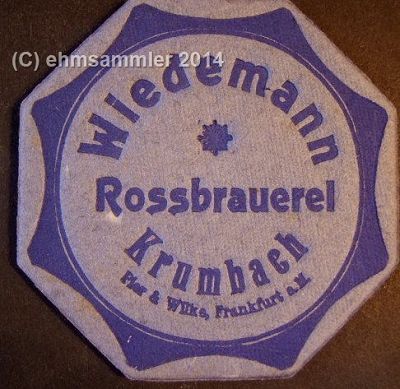 (C) ehmsammler 2014
Wiedemann
Rossbrauerei
Krumbach
Pier & Wilke, Frankfurt a.M